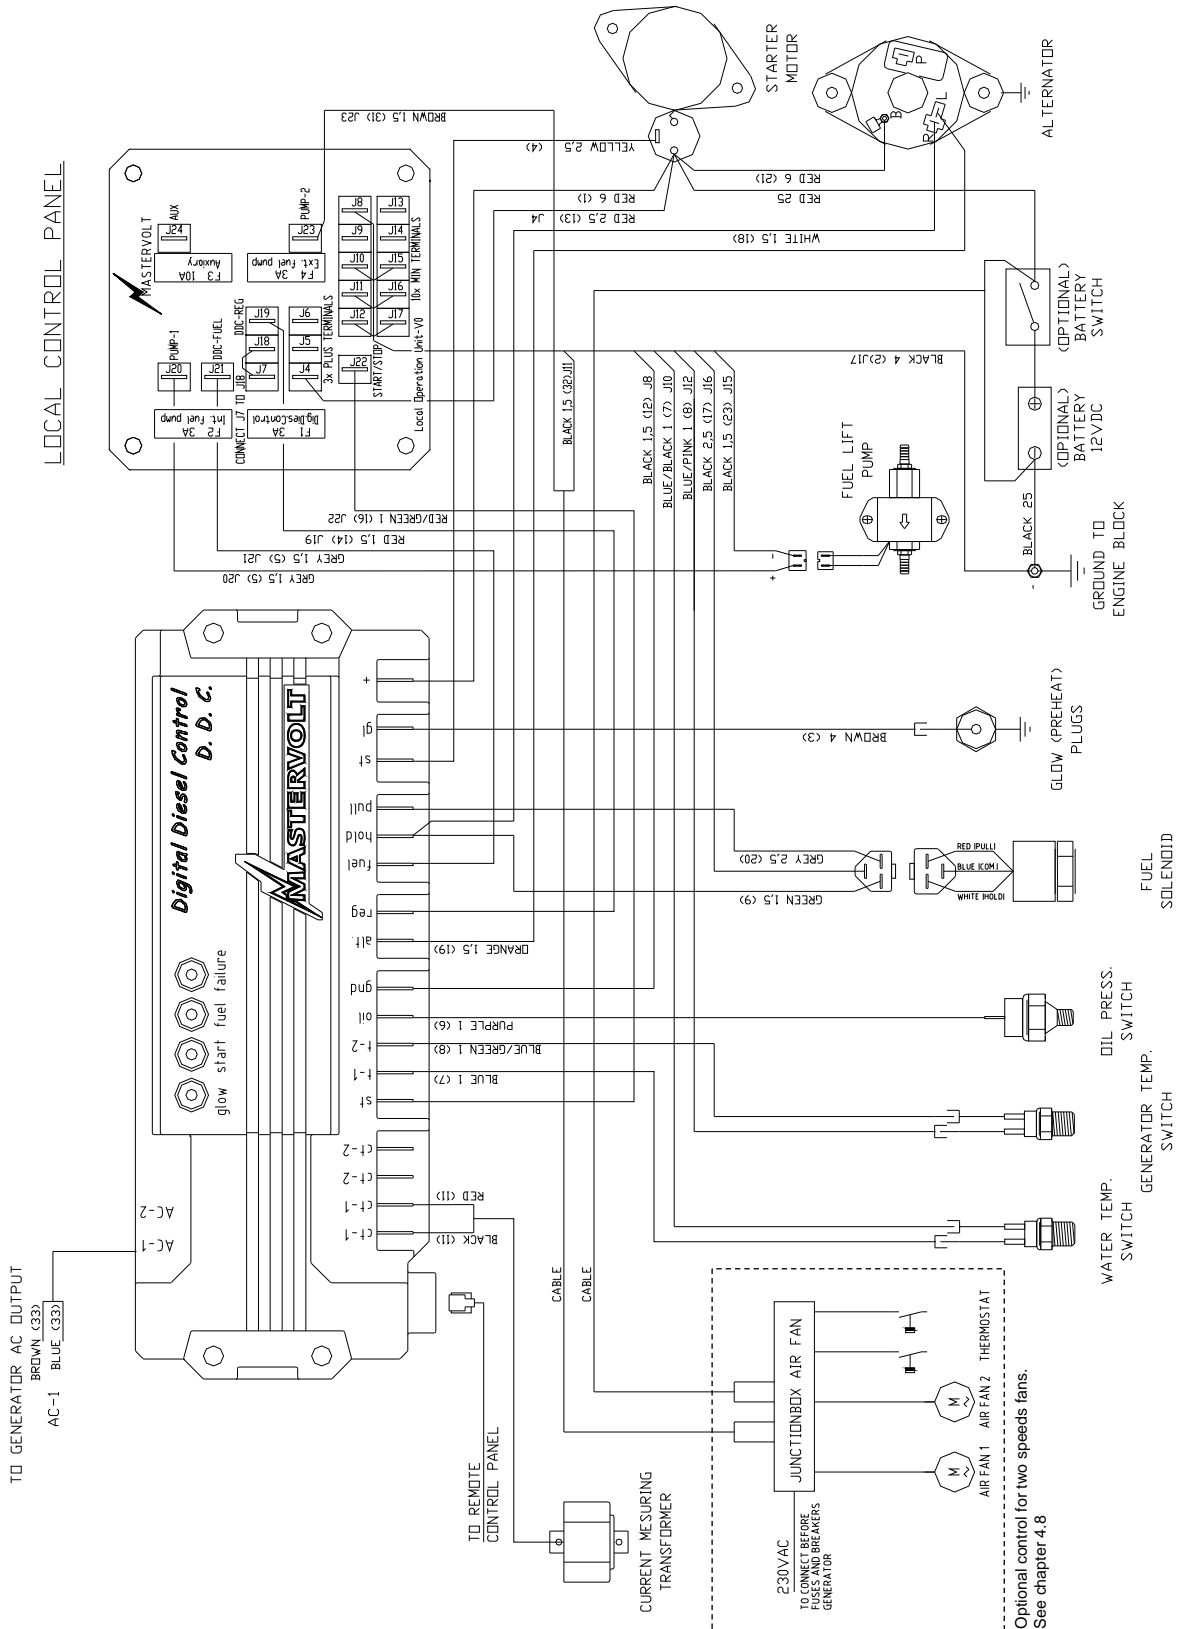 LOCAL CONTROL PANEL
MASTERVOLT
J24
AUX
F3 10A
Auxiary
J23
PUMP-2
F4 3A
Ext. Fuel pump
J20
PUMP-1
F2 3A
Int. Fuel pump
J21
DDC-FUEL
CONNECT J7 TO J18
DDC-REG
J19
J18
J7
F1 3A
Dig.Dies.Control
J6
J5
J4
3x PLUS TERMINALS
J22
START/STOP
J8
J9
J10
J11
J12
J13
J14
J15
J16
J17
10x MIN TERMINALS
Local Operation Unit-V0
BROWN 1,5 (31) J23
YELLOW 2,5 (4)
RED 6 (1)
RED 2,5 (13) J4
WHITE 1,5 (18)
RED 6 (21)
RED 25
STARTER
MOTOR
ALTERNATOR
P
B
R
L
(OPTIONAL)
BATTERY
SWITCH
(OPIONAL)
BATTERY
12VDC
BLACK 25
GROUND TO
ENGINE BLOCK
-
BLACK 4 (2)J17
BLACK 1,5 (32)J11
BLACK 1,5 (12) J8
BLUE/BLACK 1 (7) J10
BLUE/PINK 1 (8) J12
BLACK 2,5 (17) J16
BLACK 1,5 (23) J15
FUEL LIFT
PUMP
-
+
RED/GREEN 1 (16) J22
RED 1,5 (14) J19
GREY 1,5 (5) J21
GREY 1,5 (5) J20
Digital Diesel Control
D. D. C.
MASTERVOLT
glow start fuel failure
+
gl
st
pull
hold
fuel
reg
alt.
gnd
oil
t-2
t-1
st
ct-2
ct-2
ct-1
ct-1
AC-2
AC-1
BROWN 4 (3)
GLOW (PREHEAT)
PLUGS
GREY 2,5 (20)
GREEN 1,5 (9)
RED (PULL)
BLUE (COM)
WHITE (HOLD)
FUEL
SOLENOID
ORANGE 1,5 (19)
PURPLE 1 (6)
BLUE/GREEN 1 (8)
BLUE 1 (7)
RED (11)
BLACK (11)
OIL PRESS.
SWITCH
GENERATOR TEMP.
SWITCH
WATER TEMP.
SWITCH
CABLE
CABLE
TO GENERATOR AC OUTPUT
BROWN (33)
AC-1 BLUE (33)
TO REMOTE
CONTROL PANEL
CURRENT MESURING
TRANSFORMER
JUNCTIONBOX AIR FAN
230VAC
TO CONNECT BEFORE
FUSES AND BREAKERS
GENERATOR
M
M
AIR FAN 1
AIR FAN 2
THERMOSTAT
Optional control for two speeds fans.
See chapter 4.8